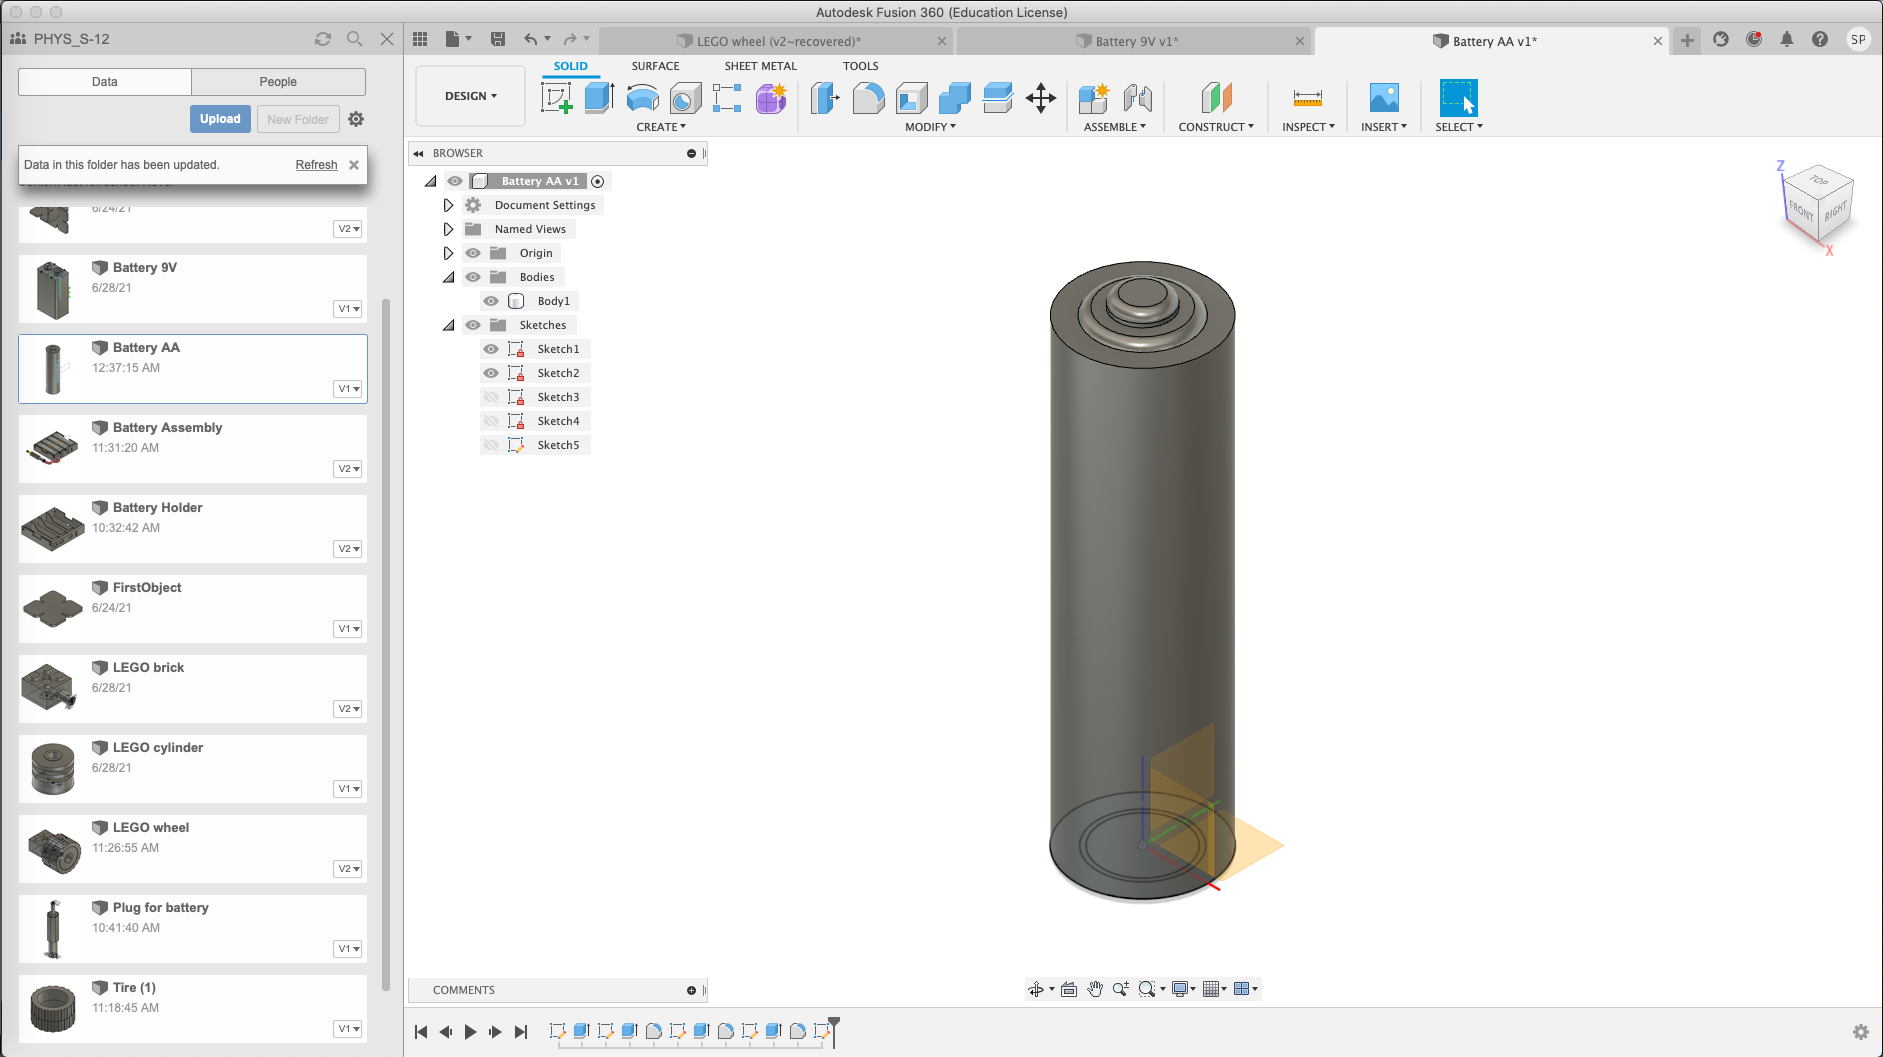 Autodesk Fusion 360 (Education License)
PHYS_S-12
LEGO wheel (v2~recovered)*
Battery 9V v1*
Battery AA v1*
SP
Data
People
SOLID
SURFACE
SHEET METAL
TOOLS
DESIGN
Upload
New Folder
CREATE
MODIFY
ASSEMBLE
CONSTRUCT
INSPECT
INSERT
SELECT
Data in this folder has been updated.
Refresh
6/24/21
V2
Battery 9V
6/28/21
V1
Battery AA
12:37:15 AM
V1
Battery Assembly
11:31:20 AM
V2
Battery Holder
10:32:42 AM
V2
FirstObject
6/24/21
V1
LEGO brick
6/28/21
V2
LEGO cylinder
6/28/21
V1
LEGO wheel
11:26:55 AM
V2
Plug for battery
10:41:40 AM
V1
Tire (1)
11:18:45 AM
V1
BROWSER
Battery AA v1
Document Settings
Named Views
Origin
Bodies
Body1
Sketches
Sketch1
Sketch2
Sketch3
Sketch4
Sketch5
Z
TOP
FRONT
RIGHT
X
COMMENTS